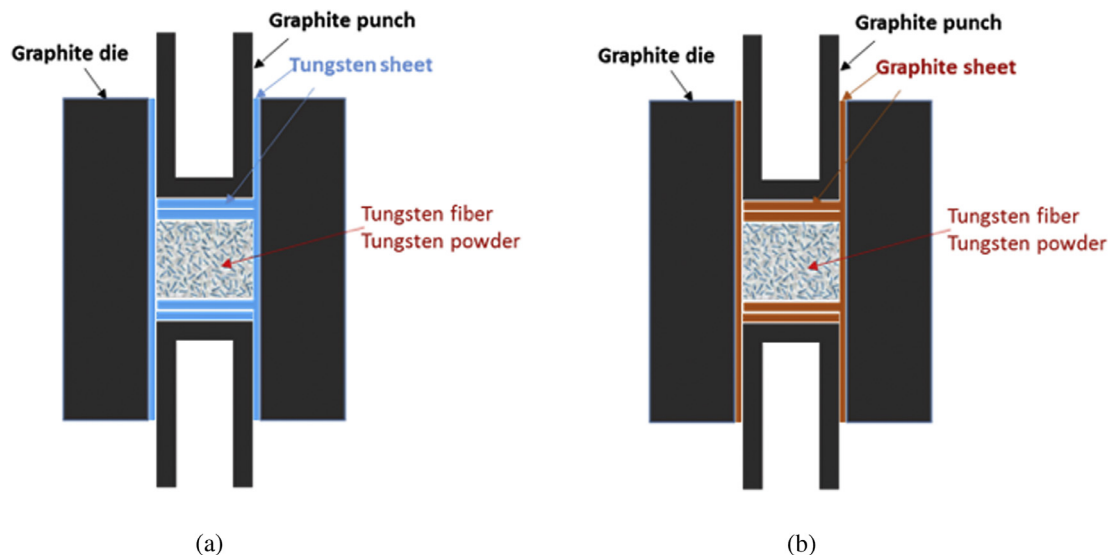 Graphite punch
Graphite die
Tungsten sheet
Tungsten fiber
Tungsten powder
(a)
Graphite punch
Graphite die
Graphite sheet
Tungsten fiber
Tungsten powder
(b)